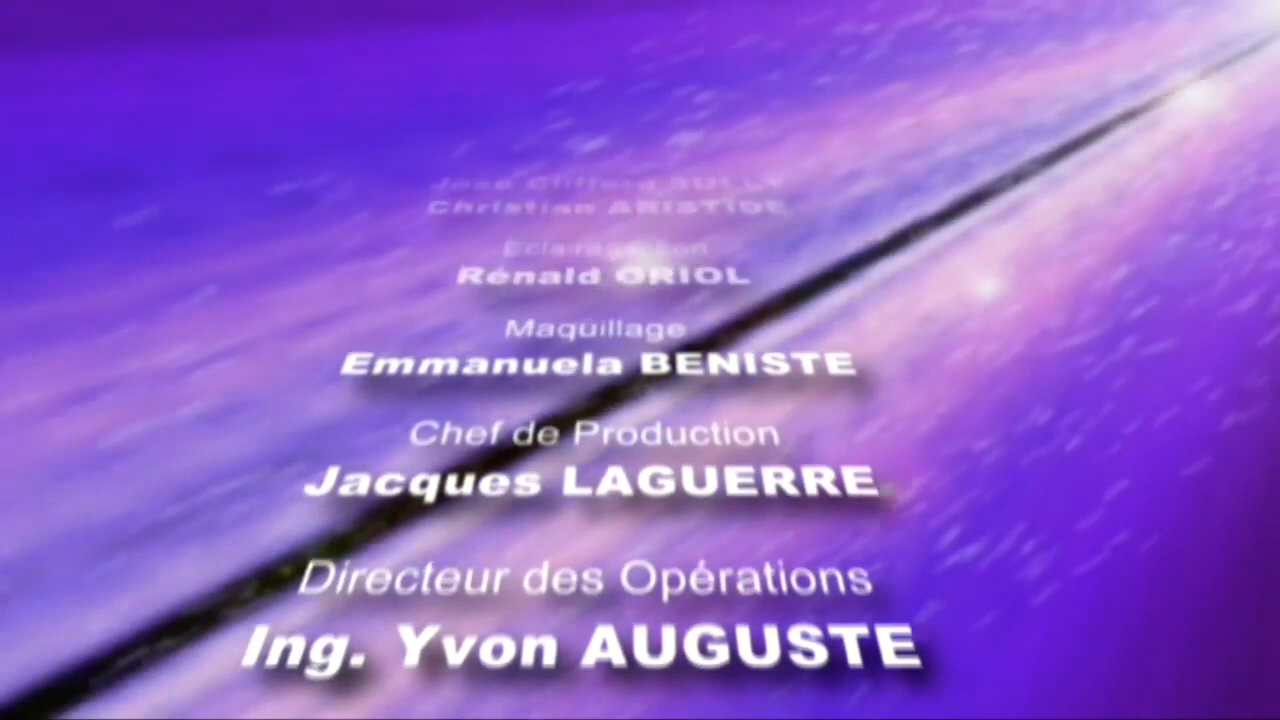 Christian ARISTIDE
Rénald ORIOL
Maquillage
Emmanuela BENISTE
Chef de Production
Jacques LAGUERRE
Directeur des Opérations
Ing. Yvon AUGUSTE